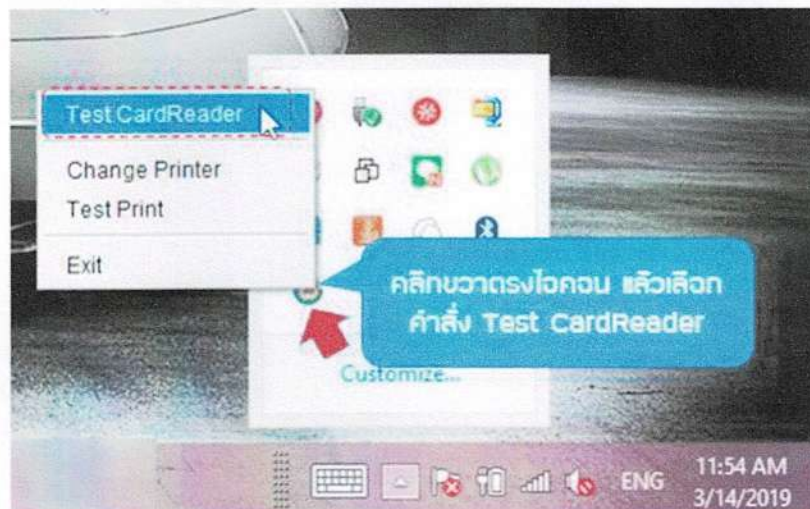 Test CardReader
Change Printer
Test Print
Exit
คลิกขวาตรงไอคอน แล้วเลือก
คำสั่ง Test CardReader
Customize...
ENG
11:54 AM
3/14/2019